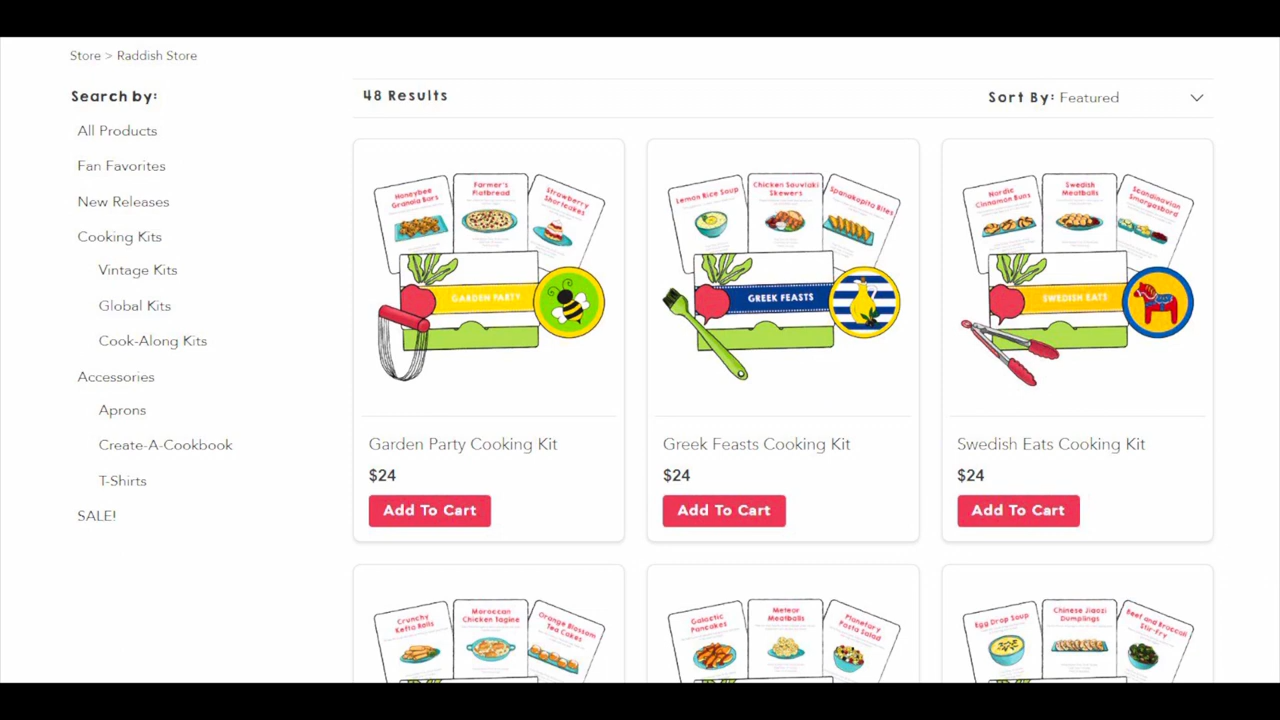 Store > Raddish Store
Search by:
All Products
Fan Favorites
New Releases
Cooking Kits
Vintage Kits
Global Kits
Cook-Along Kits
Accessories
Aprons
Create-A-Cookbook
T-Shirts
SALE!
48 Results
Sort By: Featured
Honeybee
Granola Bars
Farmer's
Flatbread
Strawberry
Shortcakes
GARDEN PARTY
Garden Party Cooking Kit
$24
Add To Cart
Lemon Rice Soup
Chicken Souvlaki
Skewers
Spanakopita Bites
GREEK FEASTS
Greek Feasts Cooking Kit
$24
Add To Cart
Nordic
Cinnamon Buns
Swedish
Meatballs
Scandinavian
Smorgasbord
SWEDISH EATS
Swedish Eats Cooking Kit
$24
Add To Cart
Crunchy
Kefta Rolls
Moroccan
Chicken Tagine
Orange Blossom
Tea Cakes
Galactic
Pancakes
Meteor
Meatballs
Planetary
Pasta Salad
Egg Drop Soup
Chinese Jiaozi
Dumplings
Beef and Broccoli
Stir-fry